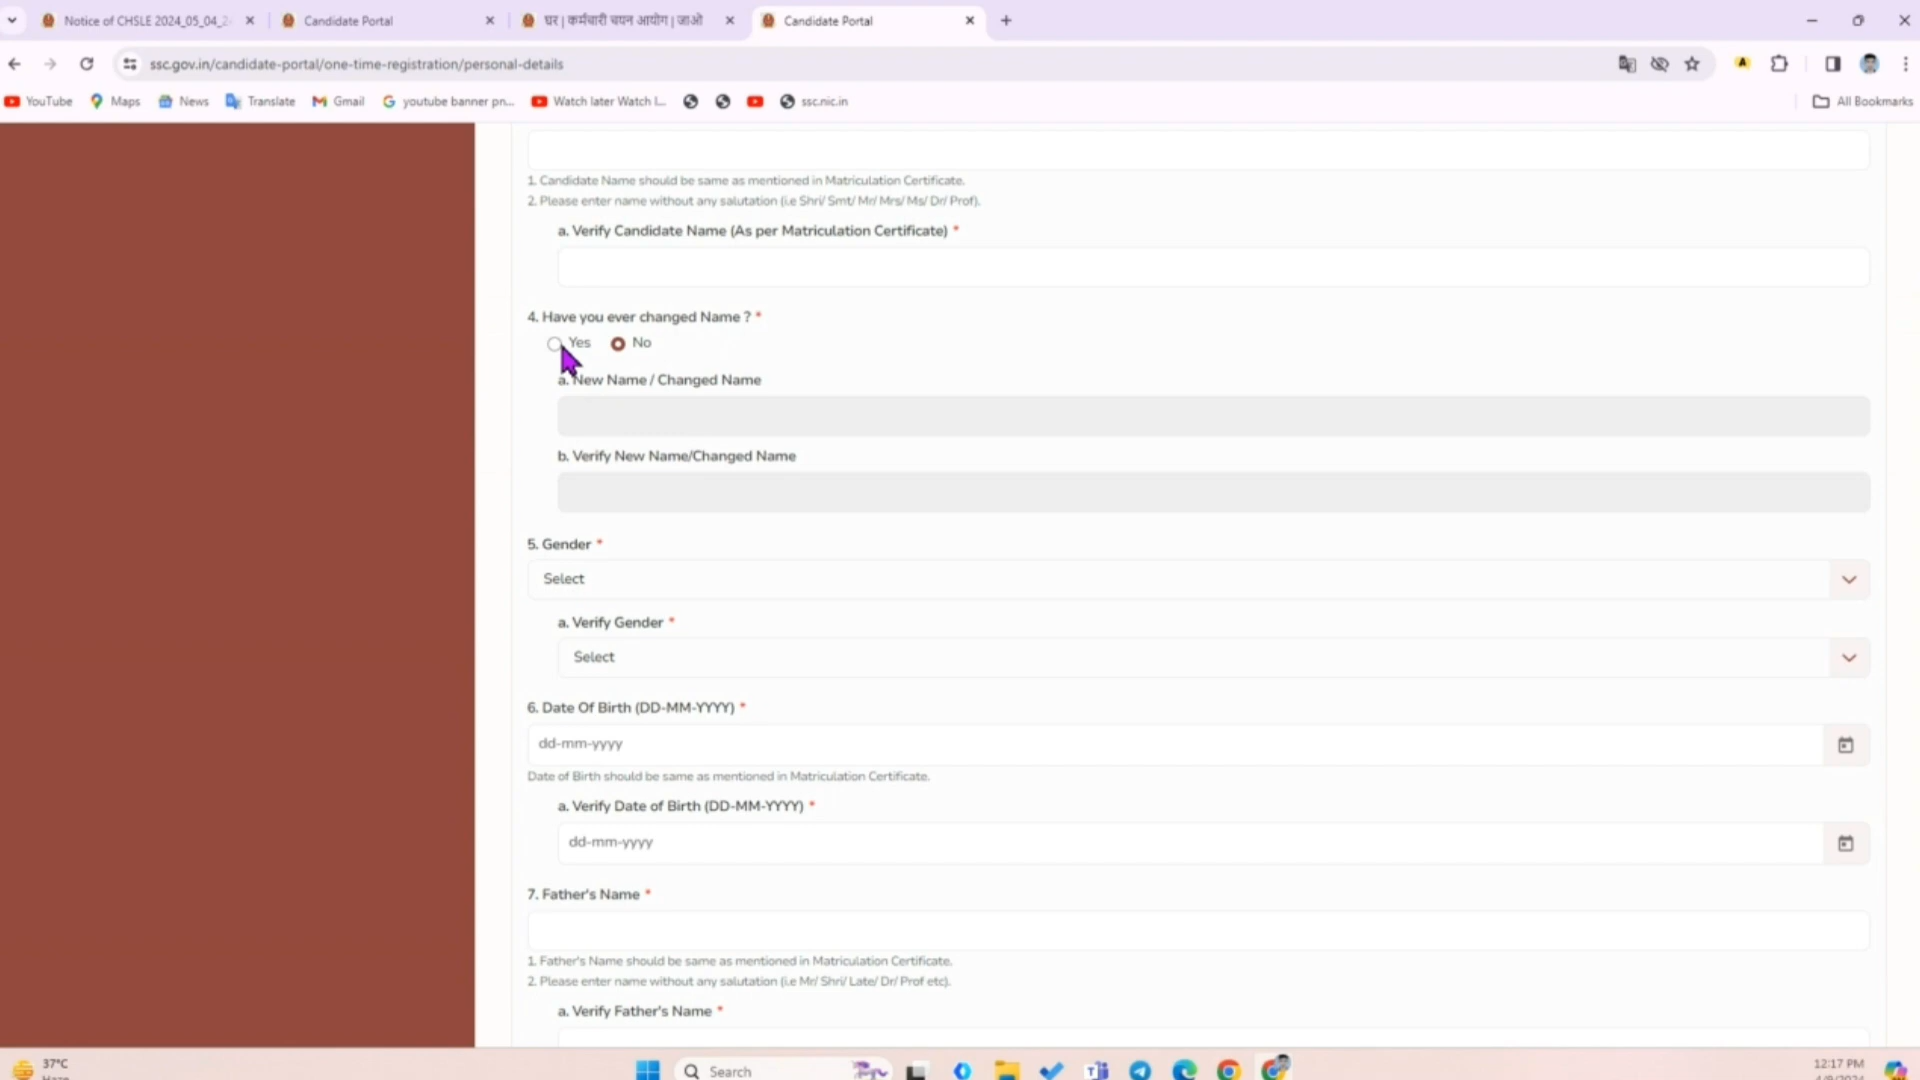 Notice of CHSLE 2024_05_04_2
Candidate Portal
घर | कर्मचारी चयन आयोग | जाओ
Candidate Portal
ssc.gov.in/candidate-portal/one-time-registration/personal-details
YouTube
Maps
News
Translate
Gmail
youtube banner pn...
Watch later Watch l...
ssc.nic.in
All Bookmarks
1. Candidate Name should be same as mentioned in Matriculation Certificate.
2. Please enter name without any salutation (i.e Shri/ Smt/ Mr/ Mrs/ Ms/ Dr/ Prof).
a. Verify Candidate Name (As per Matriculation Certificate) *
4. Have you ever changed Name ? *
Yes No
a. New Name / Changed Name
b. Verify New Name/Changed Name
5. Gender *
Select
a. Verify Gender *
Select
6. Date Of Birth (DD-MM-YYYY) *
dd-mm-yyyy
Date of Birth should be same as mentioned in Matriculation Certificate.
a. Verify Date of Birth (DD-MM-YYYY) *
dd-mm-yyyy
7. Father's Name *
1. Father's Name should be same as mentioned in Matriculation Certificate.
2. Please enter name without any salutation (i.e Mr/ Shri/ Late/ Dr/ Prof etc).
a. Verify Father's Name *
37°C
Haze
Search
12:17 PM
4/9/2024